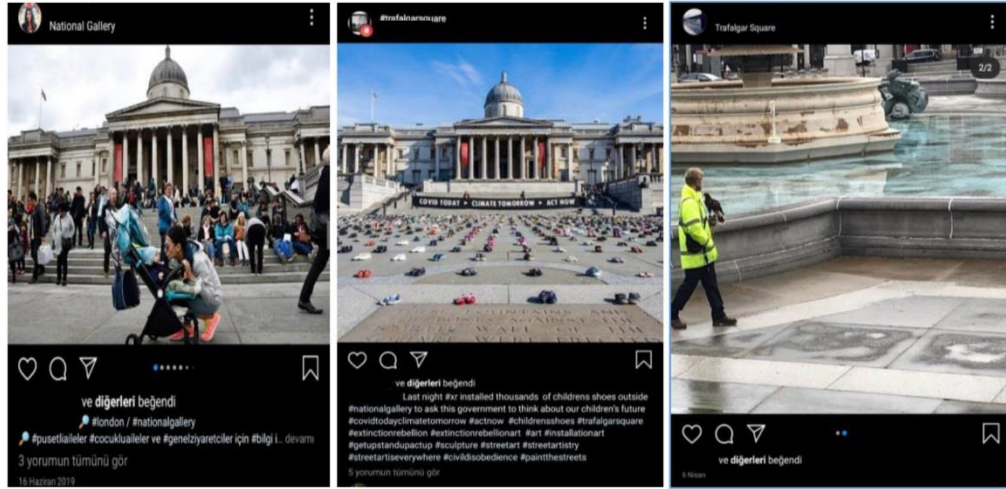 National Gallery
ve diğerleri beğendi
🔎 #london / #nationalgallery
🔎 #pusetliaileler #cocukluaileler ve #genelziyaretciler için #bilgi i... devamı
3 yorumun tümünü gör
16 Haziran 2019
#trafalgarsquare
COVID TODAY > CLIMATE TOMORROW > ACT NOW
ve diğerleri beğendi
Last night #xr installed thousands of childrens shoes outside
#nationalgallery to ask this government to think about our children's future
#covidtodayclimatetomorrow #actnow #childrensshoes #trafalgarsquare
#extinctionrebellion #extinctionrebellionart #art #installationart
#getupstandupactup #sculpture #streetart #streetartistry
#streetartiseverywhere #civildisobedience #paintthestreets
5 yorumun tümünü gör
Trafalgar Square
2/2
ve diğerleri beğendi
6 Nisan